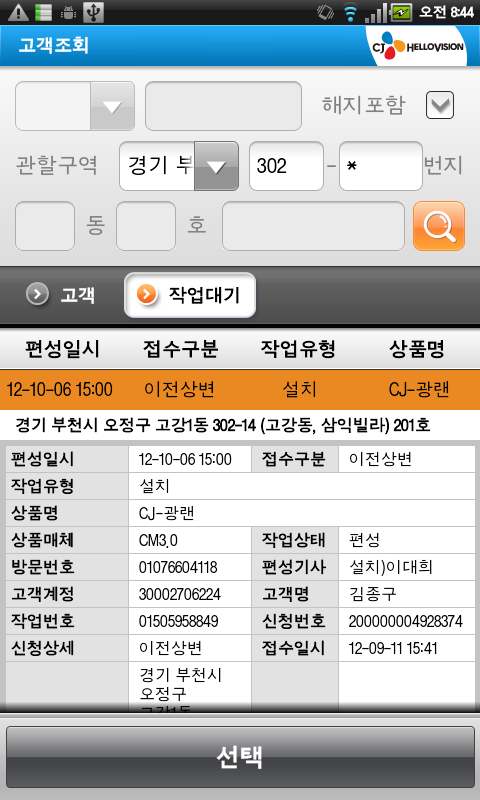 오전 8:44
고객조회
CJ HELLOVISION
해지포함
관할구역 경기 부 302 - * 번지
동 호
고객 작업대기
편성일시 접수구분 작업유형 상품명
12-10-06 15:00 이전상변 설치 CJ-광랜
경기 부천시 오정구 고강1동 302-14 (고강동, 삼익빌라) 201호
편성일시 12-10-06 15:00 접수구분 이전상변
작업유형 설치
상품명 CJ-광랜
상품매체 CM3.0 작업상태 편성
방문번호 01076604118 편성기사 설치)이대희
고객계정 30002706224 고객명 김종구
작업번호 01505958849 신청번호 200000004928374
신청상세 이전상변 접수일시 12-09-11 15:41
경기 부천시
오정구
고강1동
선택